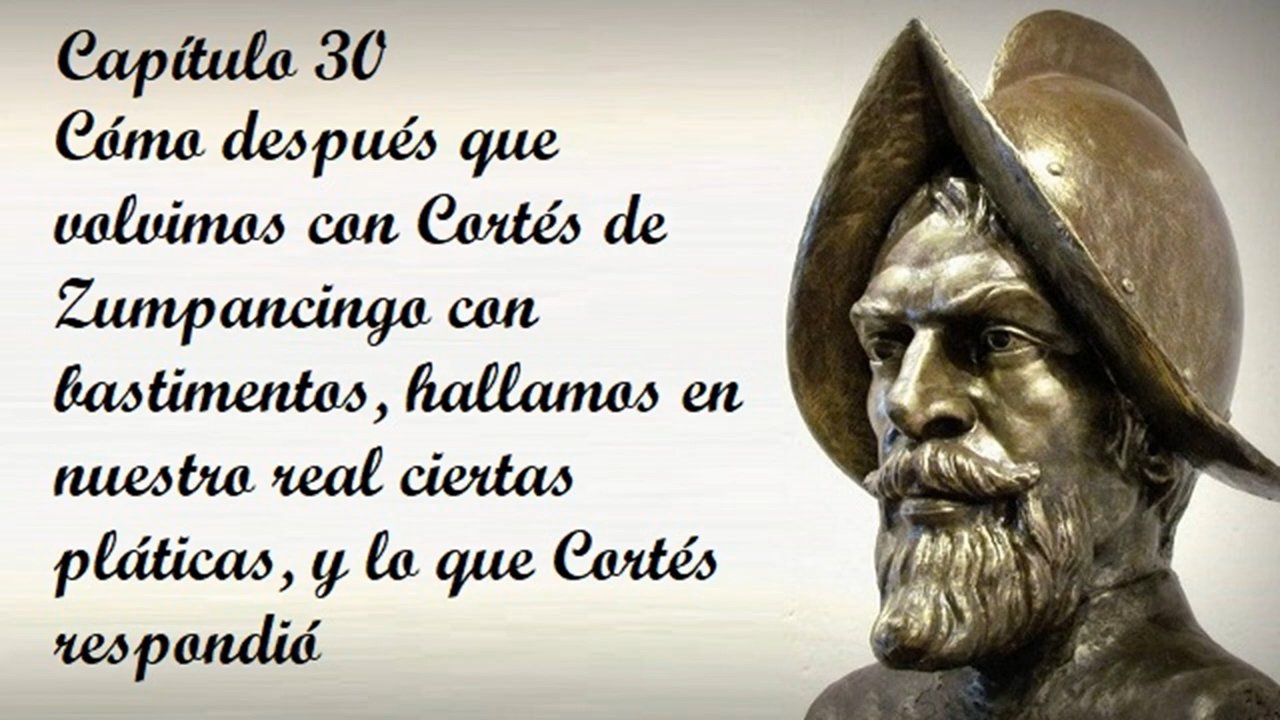 Capítulo 30
Cómo después que
volvimos con Cortés de
Zumpancingo con
bastimentos, hallamos en
nuestro real ciertas
pláticas, y lo que Cortés
respondió